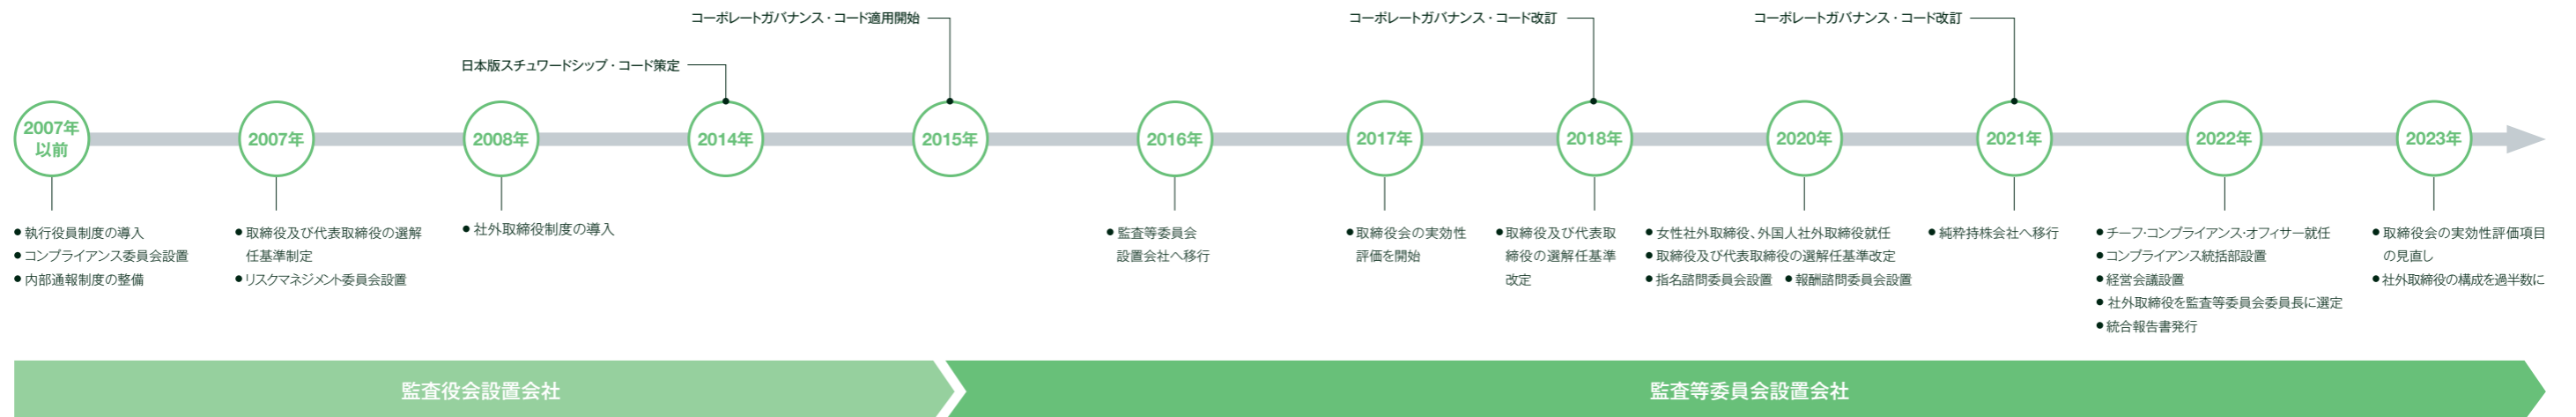 コーポレートガバナンス・コード適用開始
コーポレートガバナンス・コード改訂
コーポレートガバナンス・コード改訂
日本版スチュワードシップ・コード策定
2007年
以前
2007年
2008年
2014年
2015年
2016年
2017年
2018年
2020年
2021年
2022年
2023年
● 執行役員制度の導入
● コンプライアンス委員会設置
● 内部通報制度の整備
● 取締役及び代表取締役の選解
任基準制定
● リスクマネジメント委員会設置
● 社外取締役制度の導入
● 監査等委員会
設置会社へ移行
● 取締役会の実効性
評価を開始
● 取締役及び代表取
締役の選解任基準
改定
● 女性社外取締役、外国人社外取締役就任
● 取締役及び代表取締役の選解任基準改定
● 指名諮問委員会設置 ● 報酬諮問委員会設置
● 純粋持株会社へ移行
● チーフ・コンプライアンス・オフィサー就任
● コンプライアンス統括部設置
● 経営会議設置
● 社外取締役を監査等委員会委員長に選定
● 統合報告書発行
● 取締役会の実効性評価項目
の見直し
● 社外取締役の構成を過半数に
監査役会設置会社
監査等委員会設置会社